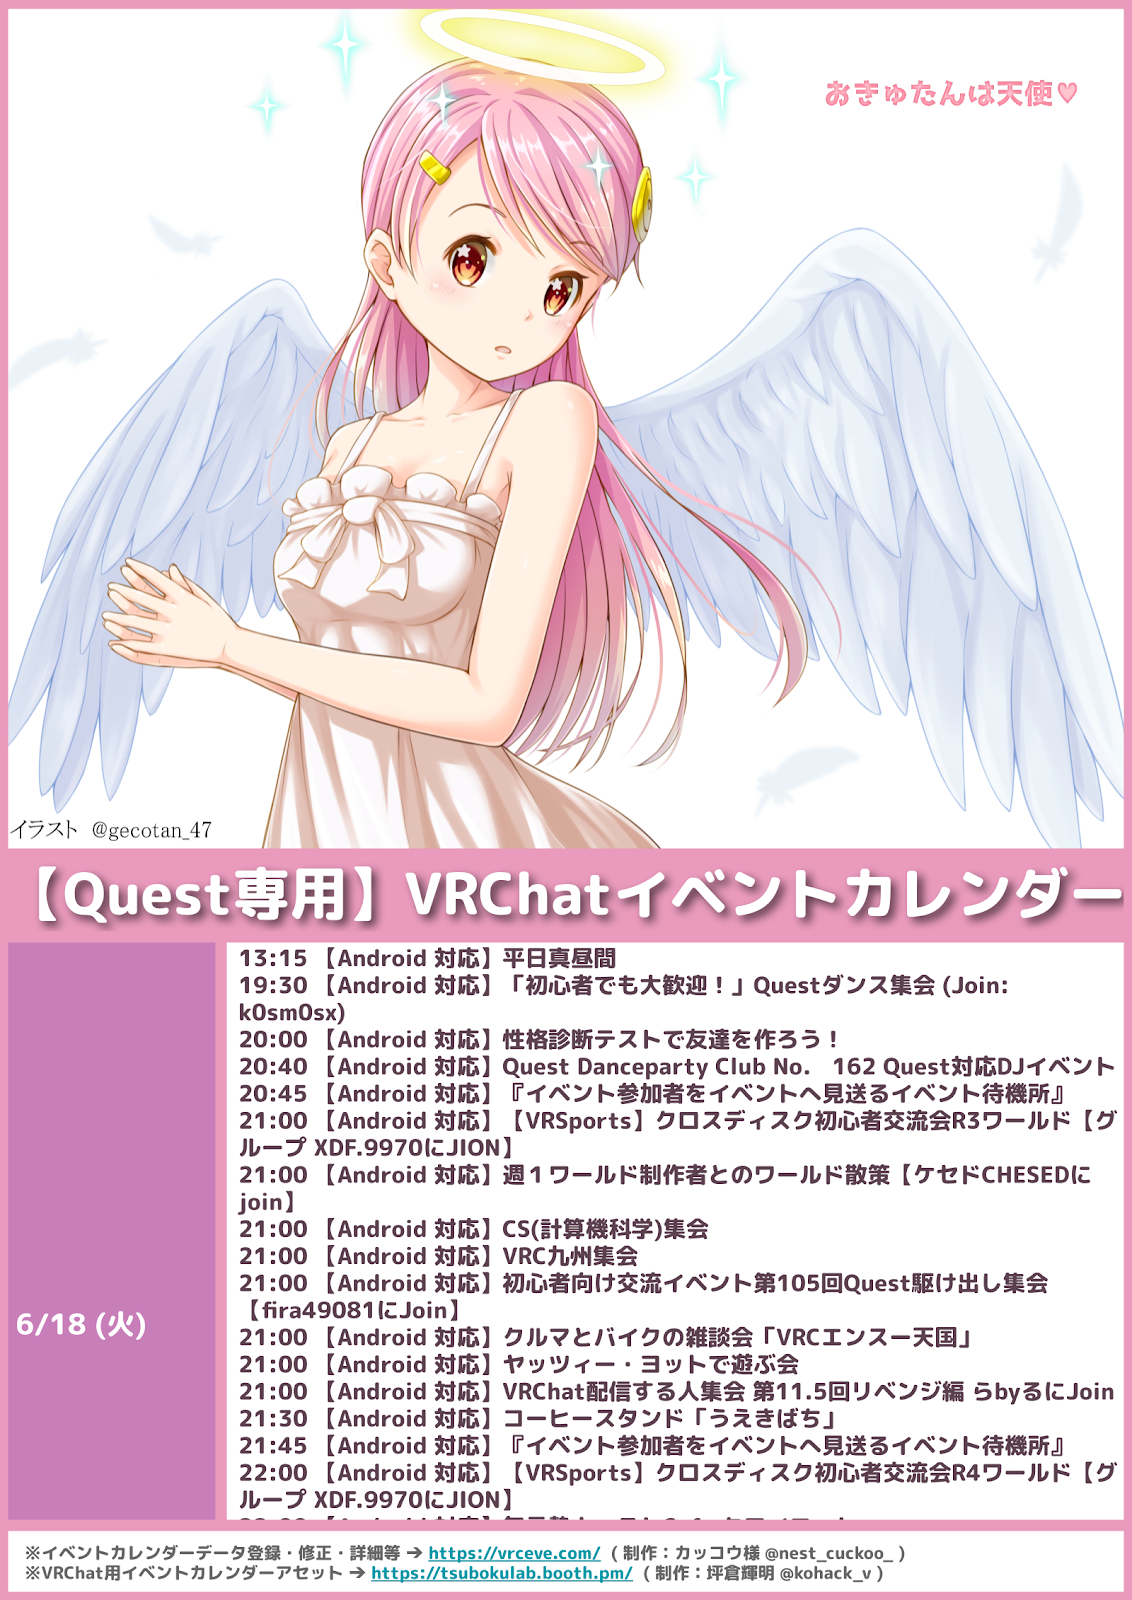 おきゅたんは天使♥
イラスト @gecotan_47
【Quest専用】VRChatイベントカレンダー
6/18 (火)
13:15 【Android 対応】平日真昼間
19:30 【Android 対応】「初心者でも大歓迎！」Questダンス集会 (Join:
k0sm0sx)
20:00 【Android 対応】性格診断テストで友達を作ろう！
20:40 【Android 対応】Quest Danceparty Club No. 162 Quest対応DJイベント
20:45 【Android 対応】『イベント参加者をイベントへ見送るイベント待機所』
21:00 【Android 対応】【VRSports】クロスディスク初心者交流会R3ワールド【グ
ループ XDF.9970にJION】
21:00 【Android 対応】週１ワールド制作者とのワールド散策【ケセドCHESEDに
join】
21:00 【Android 対応】CS(計算機科学)集会
21:00 【Android 対応】VRC九州集会
21:00 【Android 対応】初心者向け交流イベント第105回Quest駆け出し集会
【fira49081にJoin】
21:00 【Android 対応】クルマとバイクの雑談会「VRCエンスー天国」
21:00 【Android 対応】ヤッツィー・ヨットで遊ぶ会
21:00 【Android 対応】VRChat配信する人集会 第11.5回リベンジ編 らbyるにJoin
21:30 【Android 対応】コーヒースタンド「うえきばち」
21:45 【Android 対応】『イベント参加者をイベントへ見送るイベント待機所』
22:00 【Android 対応】【VRSports】クロスディスク初心者交流会R4ワールド【グ
ループ XDF.9970にJION】
※イベントカレンダーデータ登録・修正・詳細等 → https://vrceve.com/ ( 制作：カッコウ様 @nest_cuckoo_ )
※VRChat用イベントカレンダーアセット → https://tsubokulab.booth.pm/ ( 制作：坪倉輝明 @kohack_v )